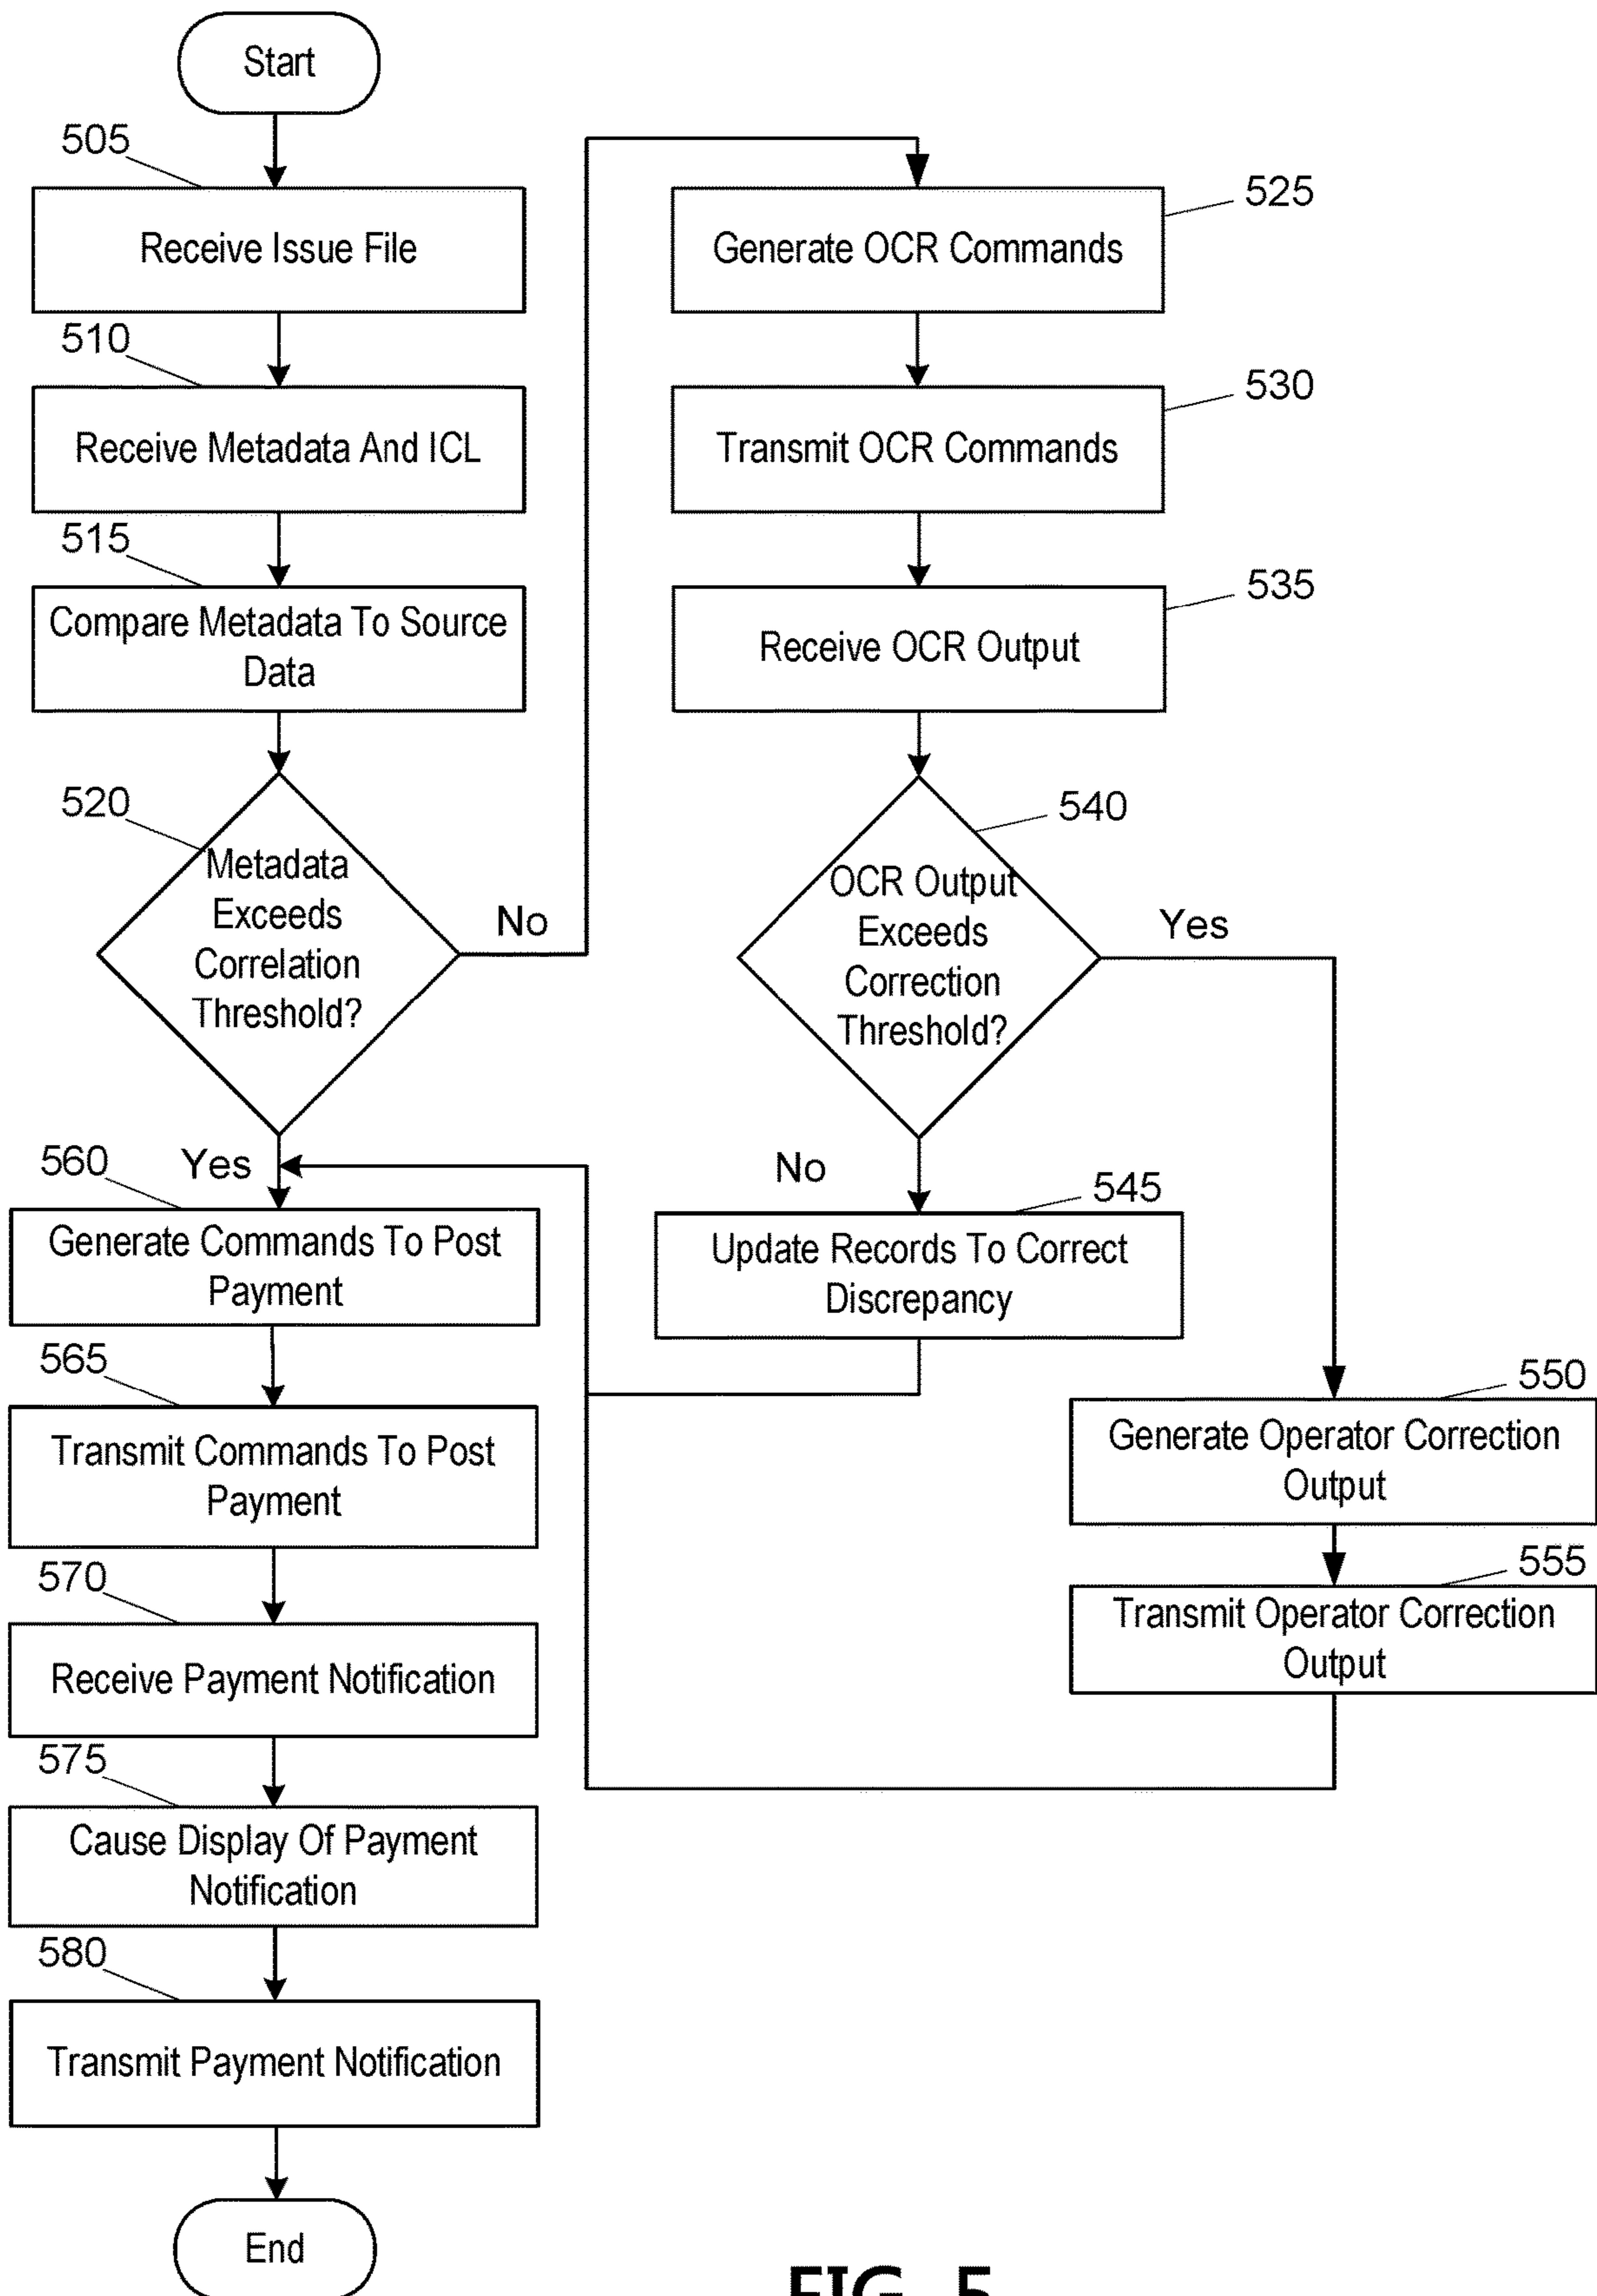 Start
505
Receive Issue File
510
Receive Metadata And ICL
515
Compare Metadata To Source
Data
520
Metadata
Exceeds
Correlation
Threshold?
No
Yes
525
Generate OCR Commands
530
Transmit OCR Commands
535
Receive OCR Output
540
OCR Output
Exceeds
Correction
Threshold?
Yes
No
545
Update Records To Correct
Discrepancy
550
Generate Operator Correction
Output
555
Transmit Operator Correction
Output
560
Generate Commands To Post
Payment
565
Transmit Commands To Post
Payment
570
Receive Payment Notification
575
Cause Display Of Payment
Notification
580
Transmit Payment Notification
End
FIG. 5